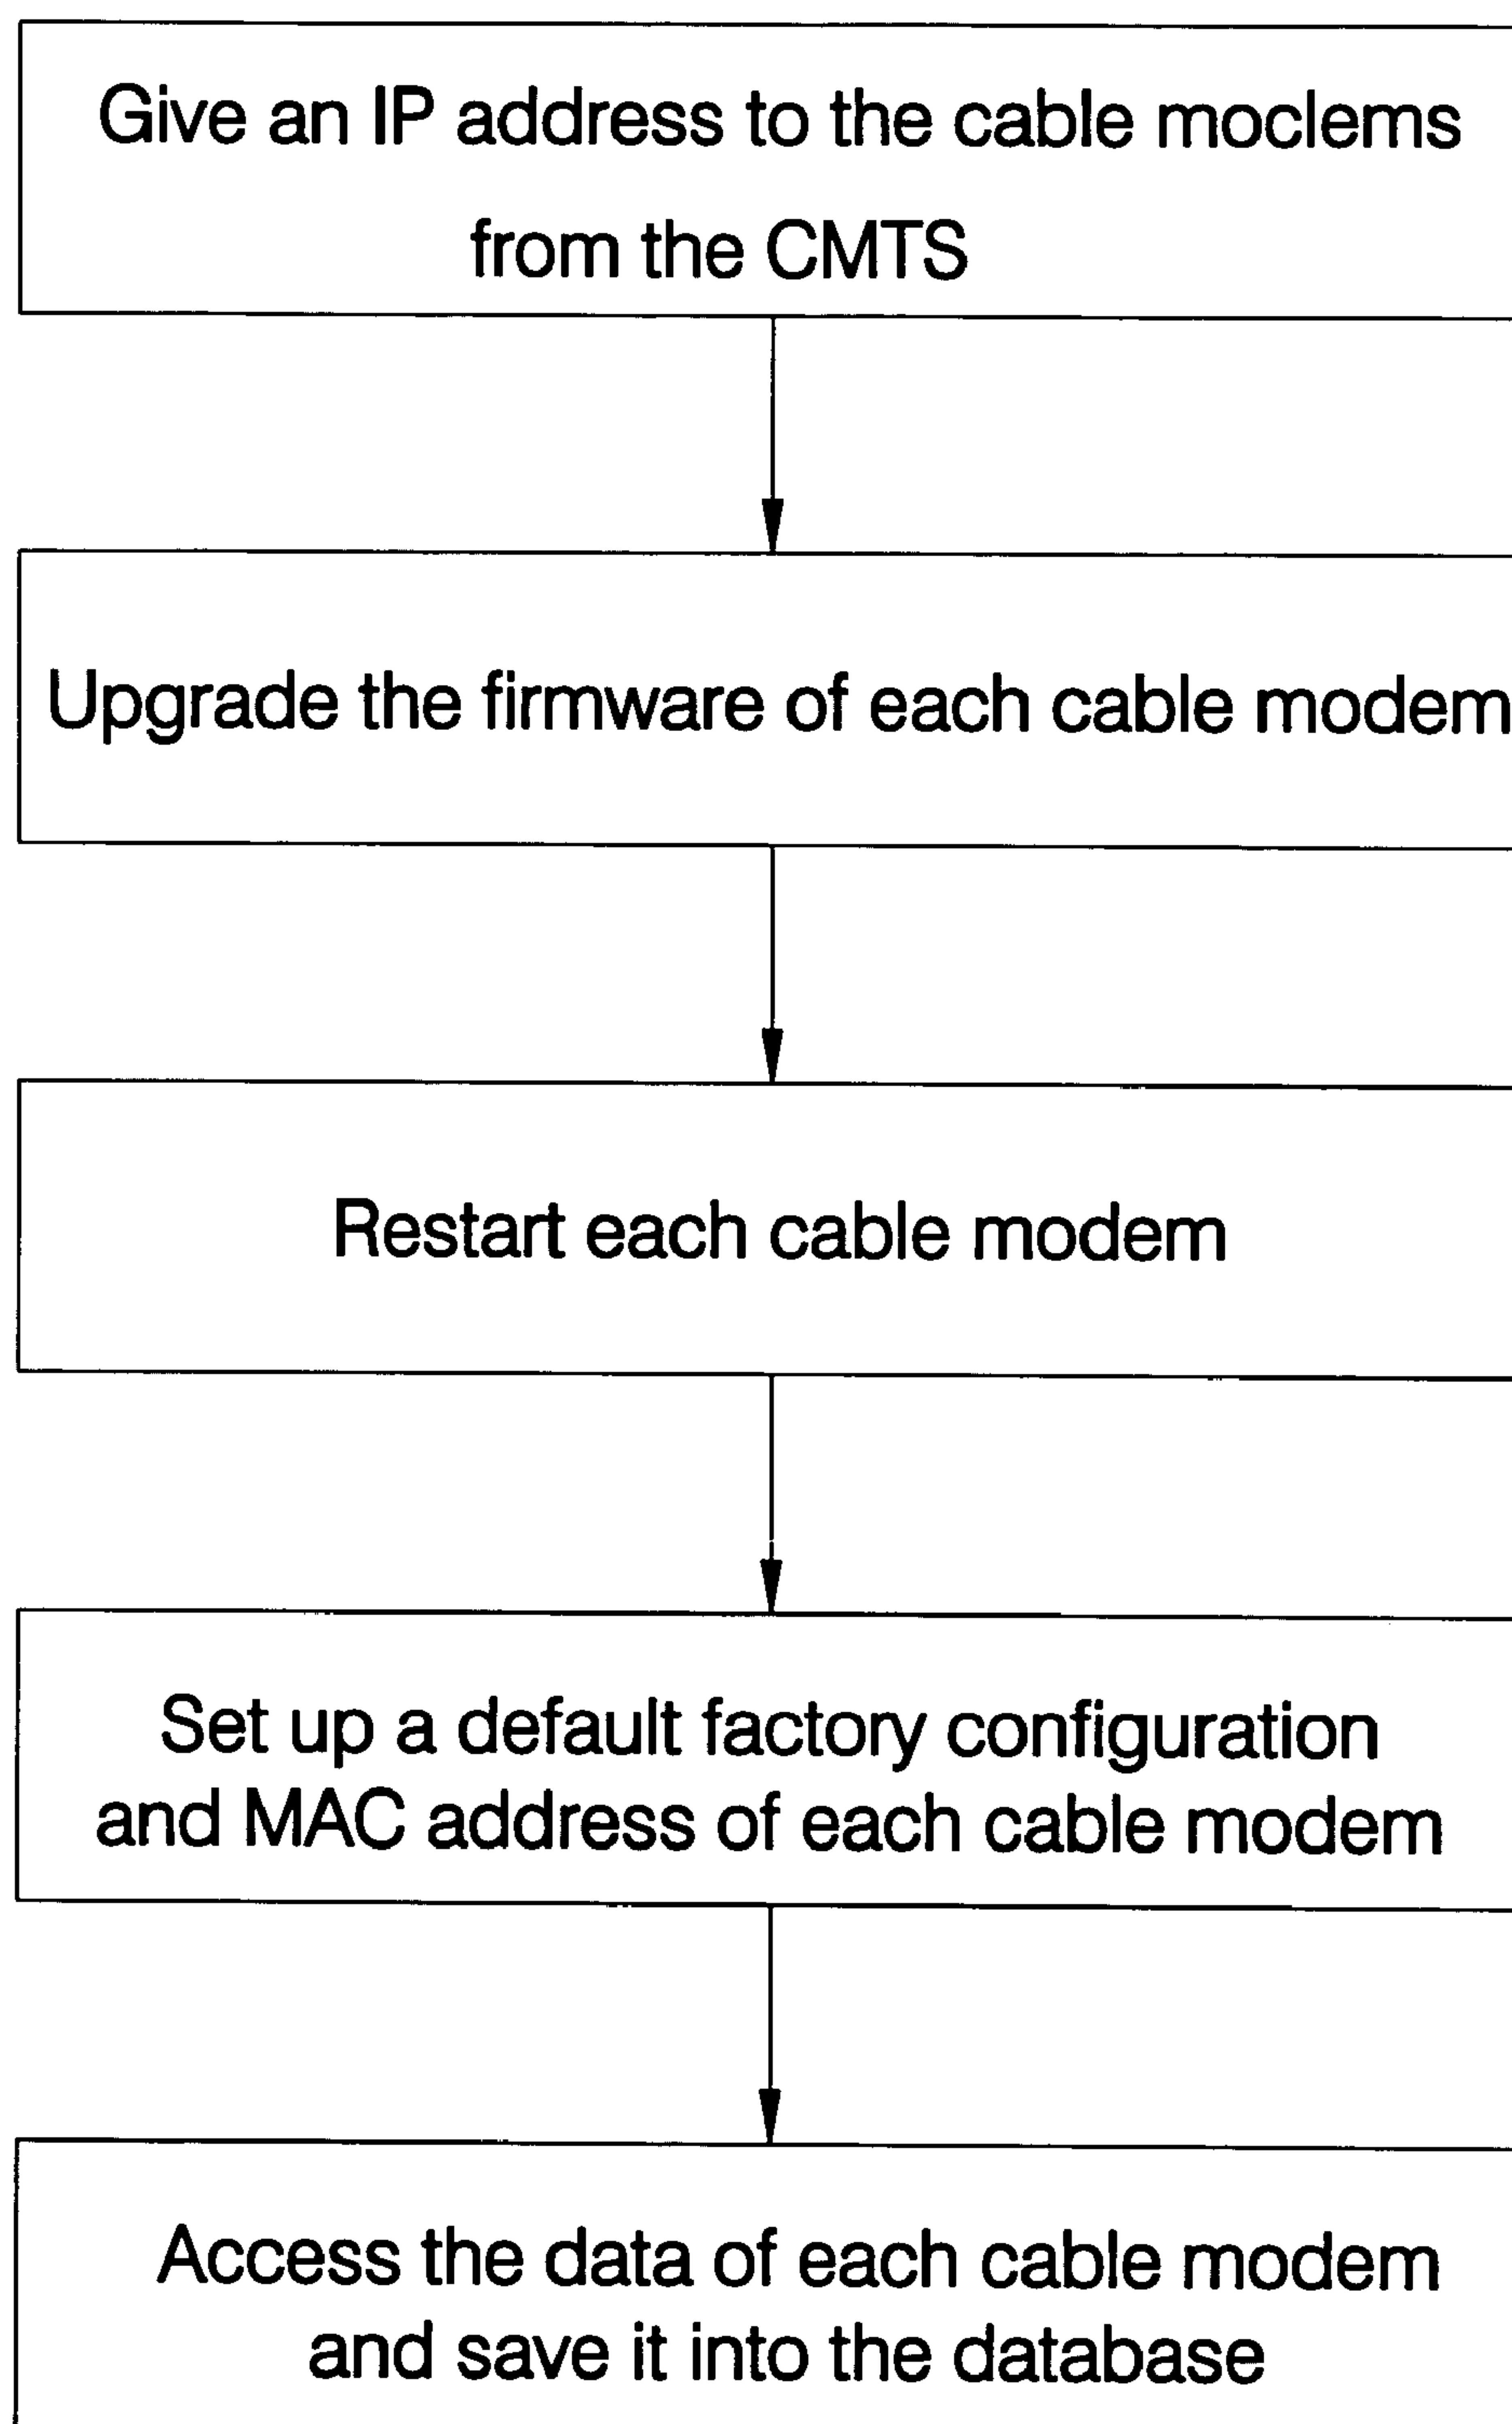 Give an IP address to the cable moclems
from the CMTS
Upgrade the firmware of each cable modem
Restart each cable modem
Set up a default factory configuration
and MAC address of each cable modem
Access the data of each cable modem
and save it into the database